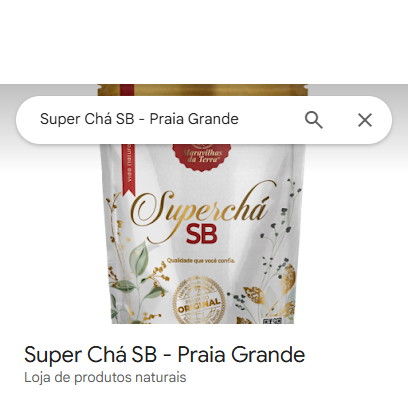 Super Chá SB - Praia Grande
vida natural
Maravilhas
da Terra®
Superchá
SB
Qualidade que você confia.
ORIGINAL
Super Chá SB - Praia Grande
Loja de produtos naturais